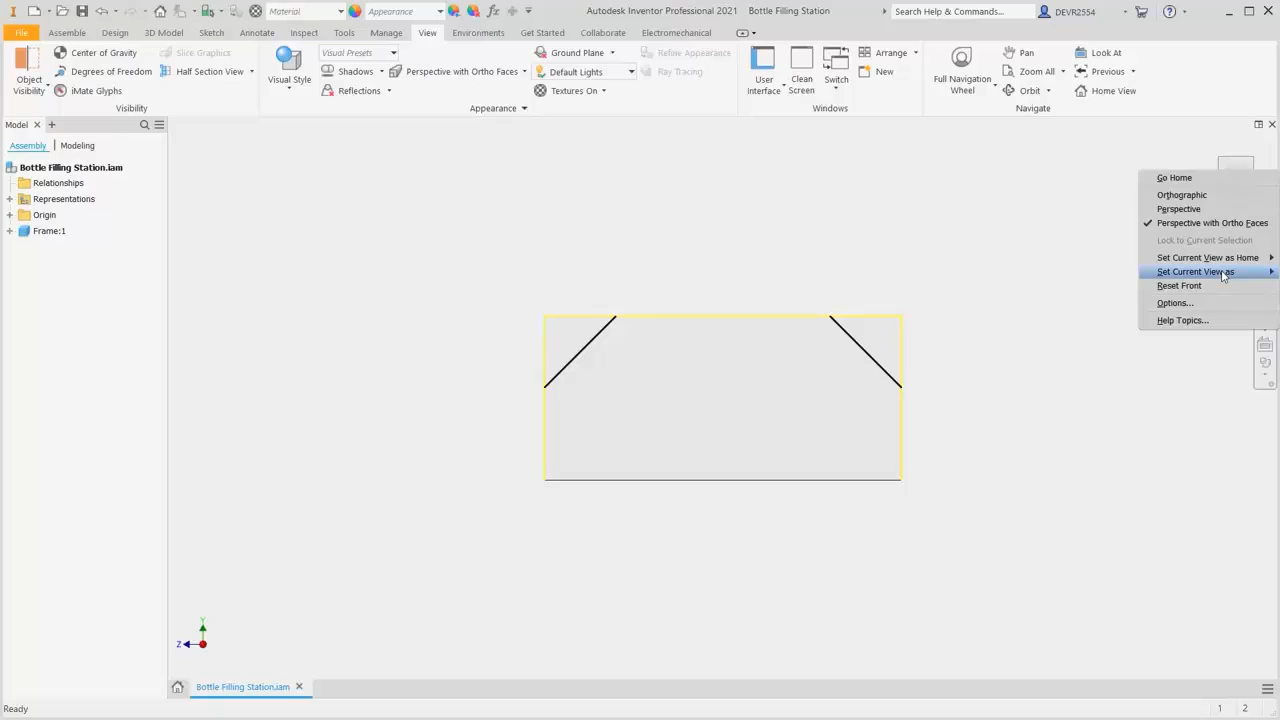 Material
Appearance
Autodesk Inventor Professional 2021 Bottle Filling Station
Search Help & Commands...
DEVR2554
File Assemble Design 3D Model Sketch Annotate Inspect Tools Manage View Environments Get Started Collaborate Electromechanical
Object Visibility
Center of Gravity
Degrees of Freedom
iMate Glyphs
Slice Graphics
Half Section View
Visibility
Visual Style
Visual Presets
Shadows
Reflections
Perspective with Ortho Faces
Ground Plane
Default Lights
Textures On
Refine Appearance
Ray Tracing
Appearance
User Interface
Clean Screen
Switch
Arrange
New
Windows
Full Navigation Wheel
Pan
Zoom All
Orbit
Look At
Previous
Home View
Navigate
Model
Assembly Modeling
Bottle Filling Station.iam
Relationships
Representations
Origin
Frame:1
Go Home
Orthographic
Perspective
Perspective with Ortho Faces
Lock to Current Selection
Set Current View as Home
Set Current View as
Reset Front
Options...
Help Topics...
Y
Z
Bottle Filling Station.iam
Ready
1 2